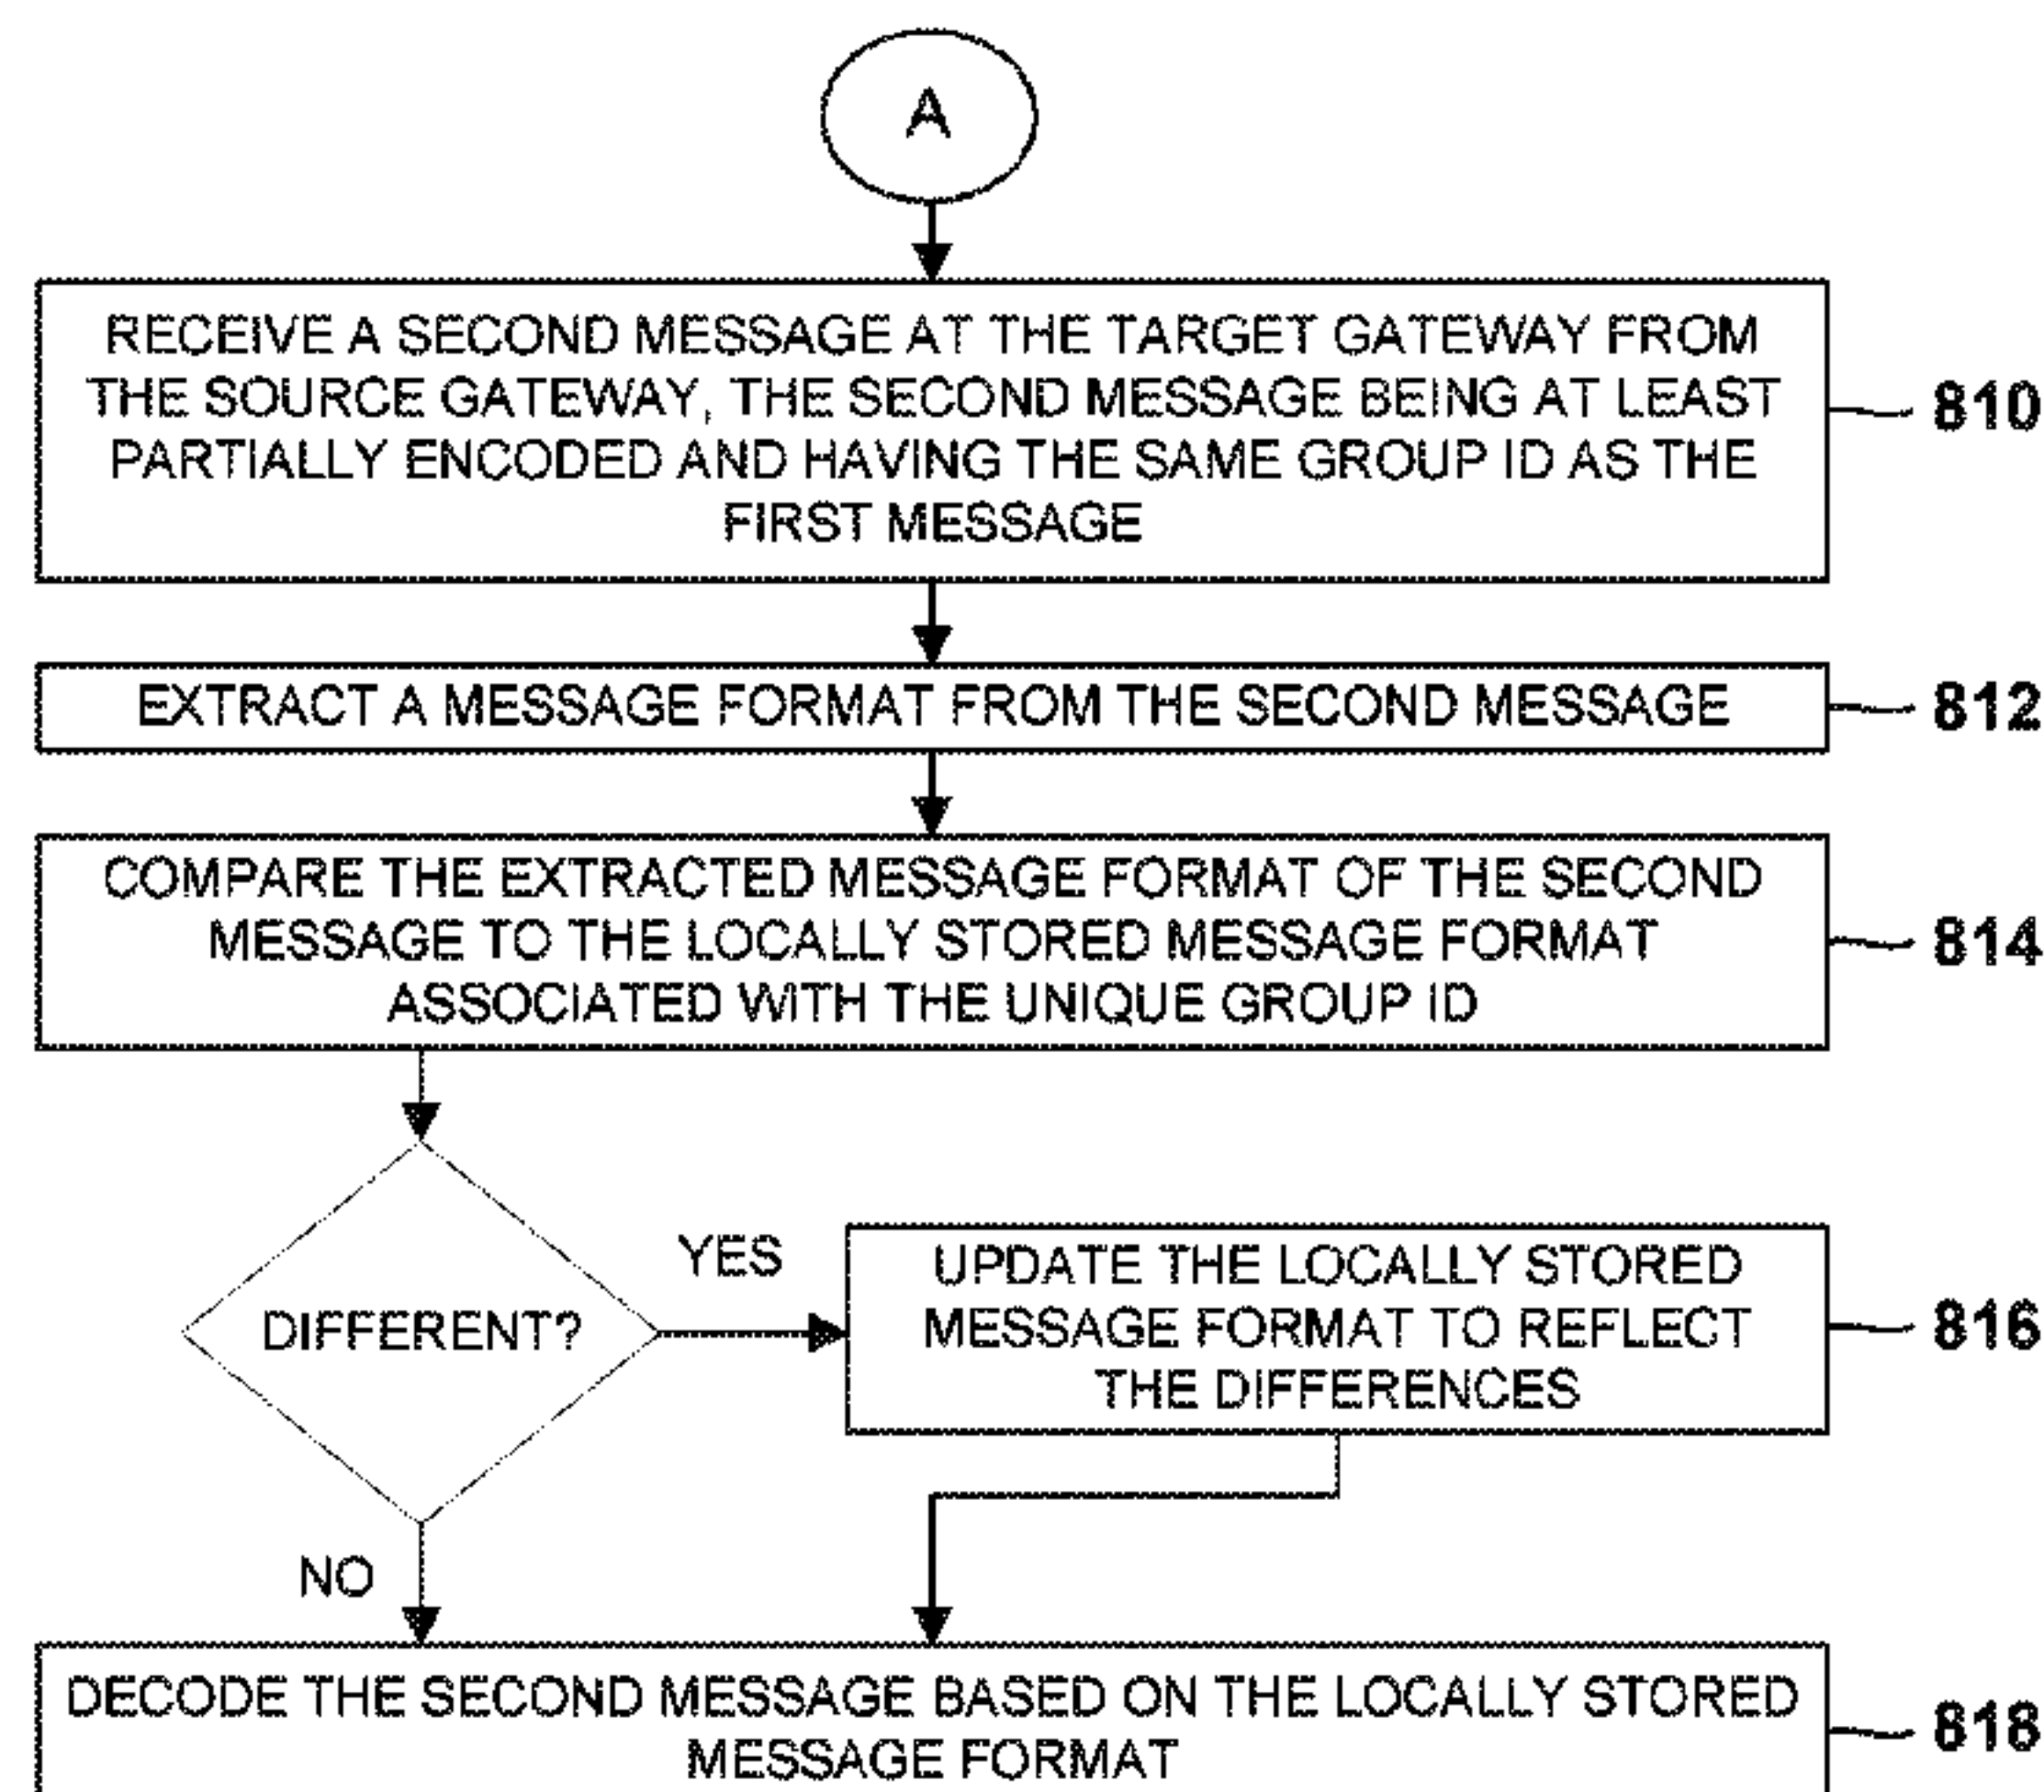 A
RECEIVE A SECOND MESSAGE AT THE TARGET GATEWAY FROM
THE SOURCE GATEWAY, THE SECOND MESSAGE BEING AT LEAST
PARTIALLY ENCODED AND HAVING THE SAME GROUP ID AS THE
FIRST MESSAGE
810
EXTRACT A MESSAGE FORMAT FROM THE SECOND MESSAGE
812
COMPARE THE EXTRACTED MESSAGE FORMAT OF THE SECOND
MESSAGE TO THE LOCALLY STORED MESSAGE FORMAT
ASSOCIATED WITH THE UNIQUE GROUP ID
814
DIFFERENT?
YES
UPDATE THE LOCALLY STORED
MESSAGE FORMAT TO REFLECT
THE DIFFERENCES
816
NO
DECODE THE SECOND MESSAGE BASED ON THE LOCALLY STORED
MESSAGE FORMAT
818